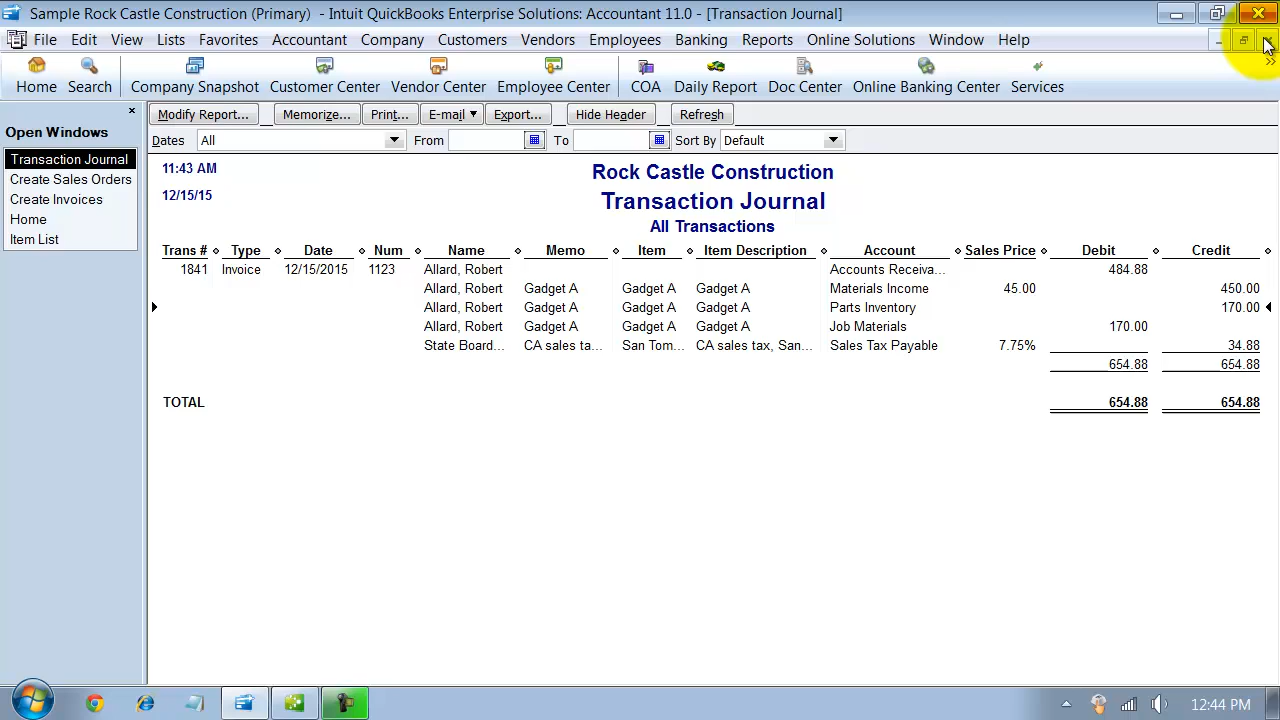 Sample Rock Castle Construction (Primary) - Intuit QuickBooks Enterprise Solutions: Accountant 11.0 - [Transaction Journal]
File Edit View Lists Favorites Accountant Company Customers Vendors Employees Banking Reports Online Solutions Window Help
Home Search Company Snapshot Customer Center Vendor Center Employee Center COA Daily Report Doc Center Online Banking Center Services
Open Windows
Transaction Journal
Create Sales Orders
Create Invoices
Home
Item List
Modify Report... Memorize... Print... E-mail Export... Hide Header Refresh
Dates All From To Sort By Default
11:43 AM
12/15/15
Rock Castle Construction
Transaction Journal
All Transactions
Trans # Type Date Num Name Memo Item Item Description Account Sales Price Debit Credit
1841 Invoice 12/15/2015 1123 Allard, Robert Accounts Receiva... 484.88
Allard, Robert Gadget A Gadget A Gadget A Materials Income 45.00 450.00
Allard, Robert Gadget A Gadget A Gadget A Parts Inventory 170.00
Allard, Robert Gadget A Gadget A Gadget A Job Materials 170.00
State Board... CA sales ta... San Tom... CA sales tax, San... Sales Tax Payable 7.75% 34.88
654.88 654.88
TOTAL 654.88 654.88
12:44 PM